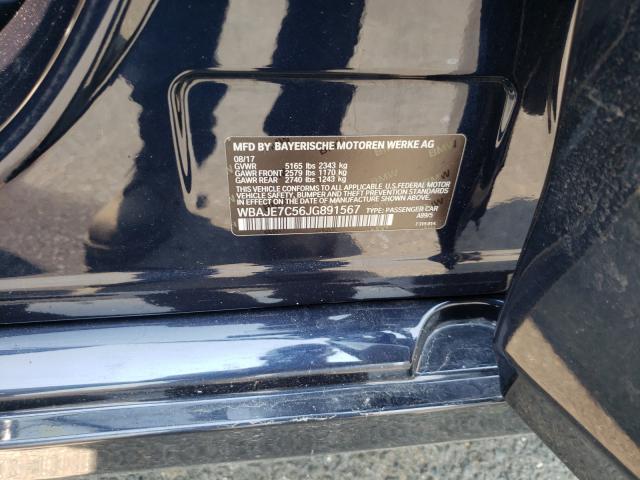 MFD BY BAYERISCHE MOTOREN WERKE AG
08/17
GVWR 5165 lbs 2343 kg
GAWR FRONT 2579 lbs 1170 kg
GAWR REAR 2740 lbs 1243 kg
THIS VEHICLE CONFORMS TO ALL APPLICABLE U.S.FEDERAL MOTOR
VEHICLE SAFETY, BUMPER, AND THEFT PREVENTION
STANDARDS IN EFFECT ON THE DATE OF MANUFACTURE SHOWN ABOVE.
WBAJE7C56JG891567 TYPE: PASSENGER CAR